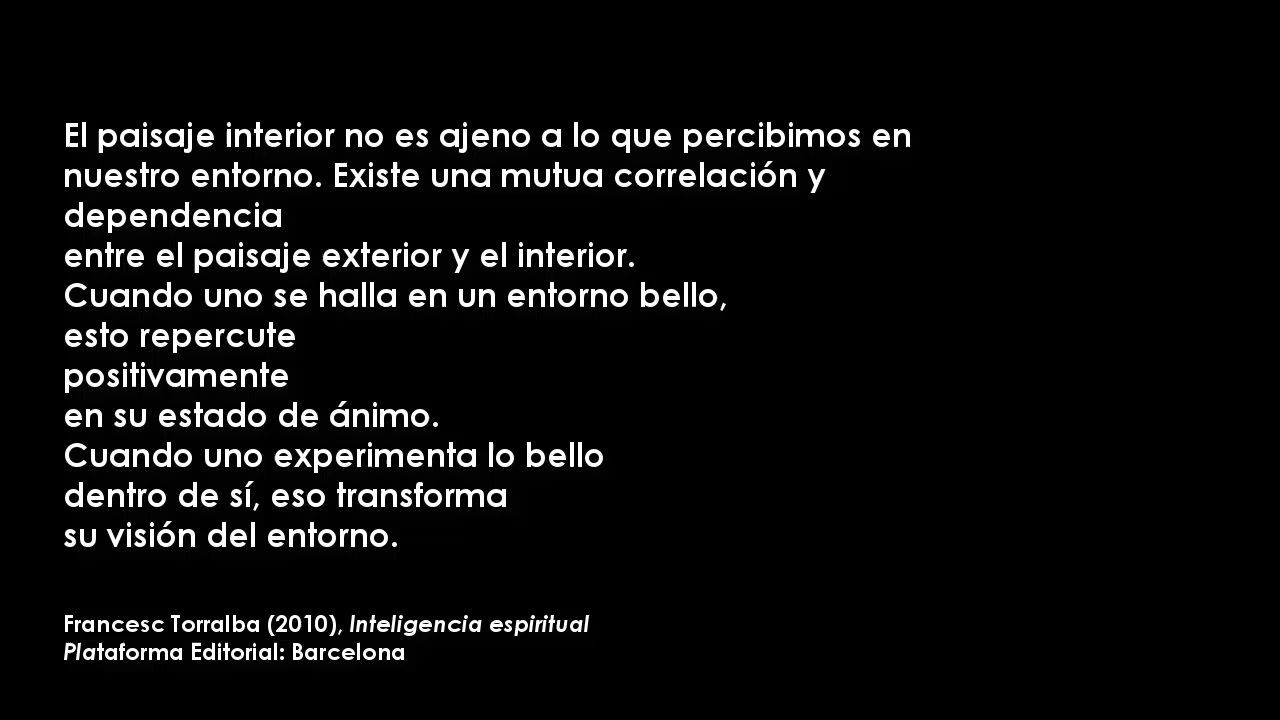 El paisaje interior no es ajeno a lo que percibimos en
nuestro entorno. Existe una mutua correlación y
dependencia
entre el paisaje exterior y el interior.
Cuando uno se halla en un entorno bello,
esto repercute
positivamente
en su estado de ánimo.
Cuando uno experimenta lo bello
dentro de sí, eso transforma
su visión del entorno.
Francesc Torralba (2010), Inteligencia espiritual
Plataforma Editorial: Barcelona